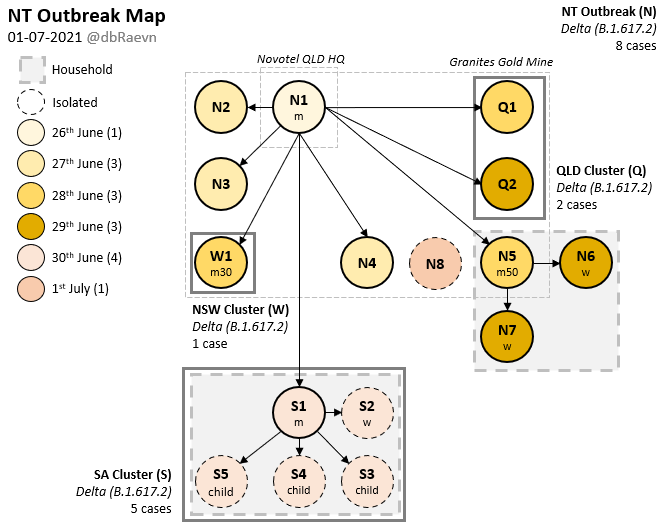 NT Outbreak Map
01-07-2021 @dbRaevn
Household
Isolated
26th June (1)
27th June (3)
28th June (3)
29th June (3)
30th June (4)
1st July (1)
NT Outbreak (N)
Delta (B.1.617.2)
8 cases
Novotel QLD HQ
Granites Gold Mine
N2
N1
m
Q1
N3
Q2
QLD Cluster (Q)
Delta (B.1.617.2)
2 cases
W1
m30
N4
N8
N5
m50
N6
w
NSW Cluster (W)
Delta (B.1.617.2)
1 case
N7
w
S1
m
S2
w
S5
child
S4
child
S3
child
SA Cluster (S)
Delta (B.1.617.2)
5 cases